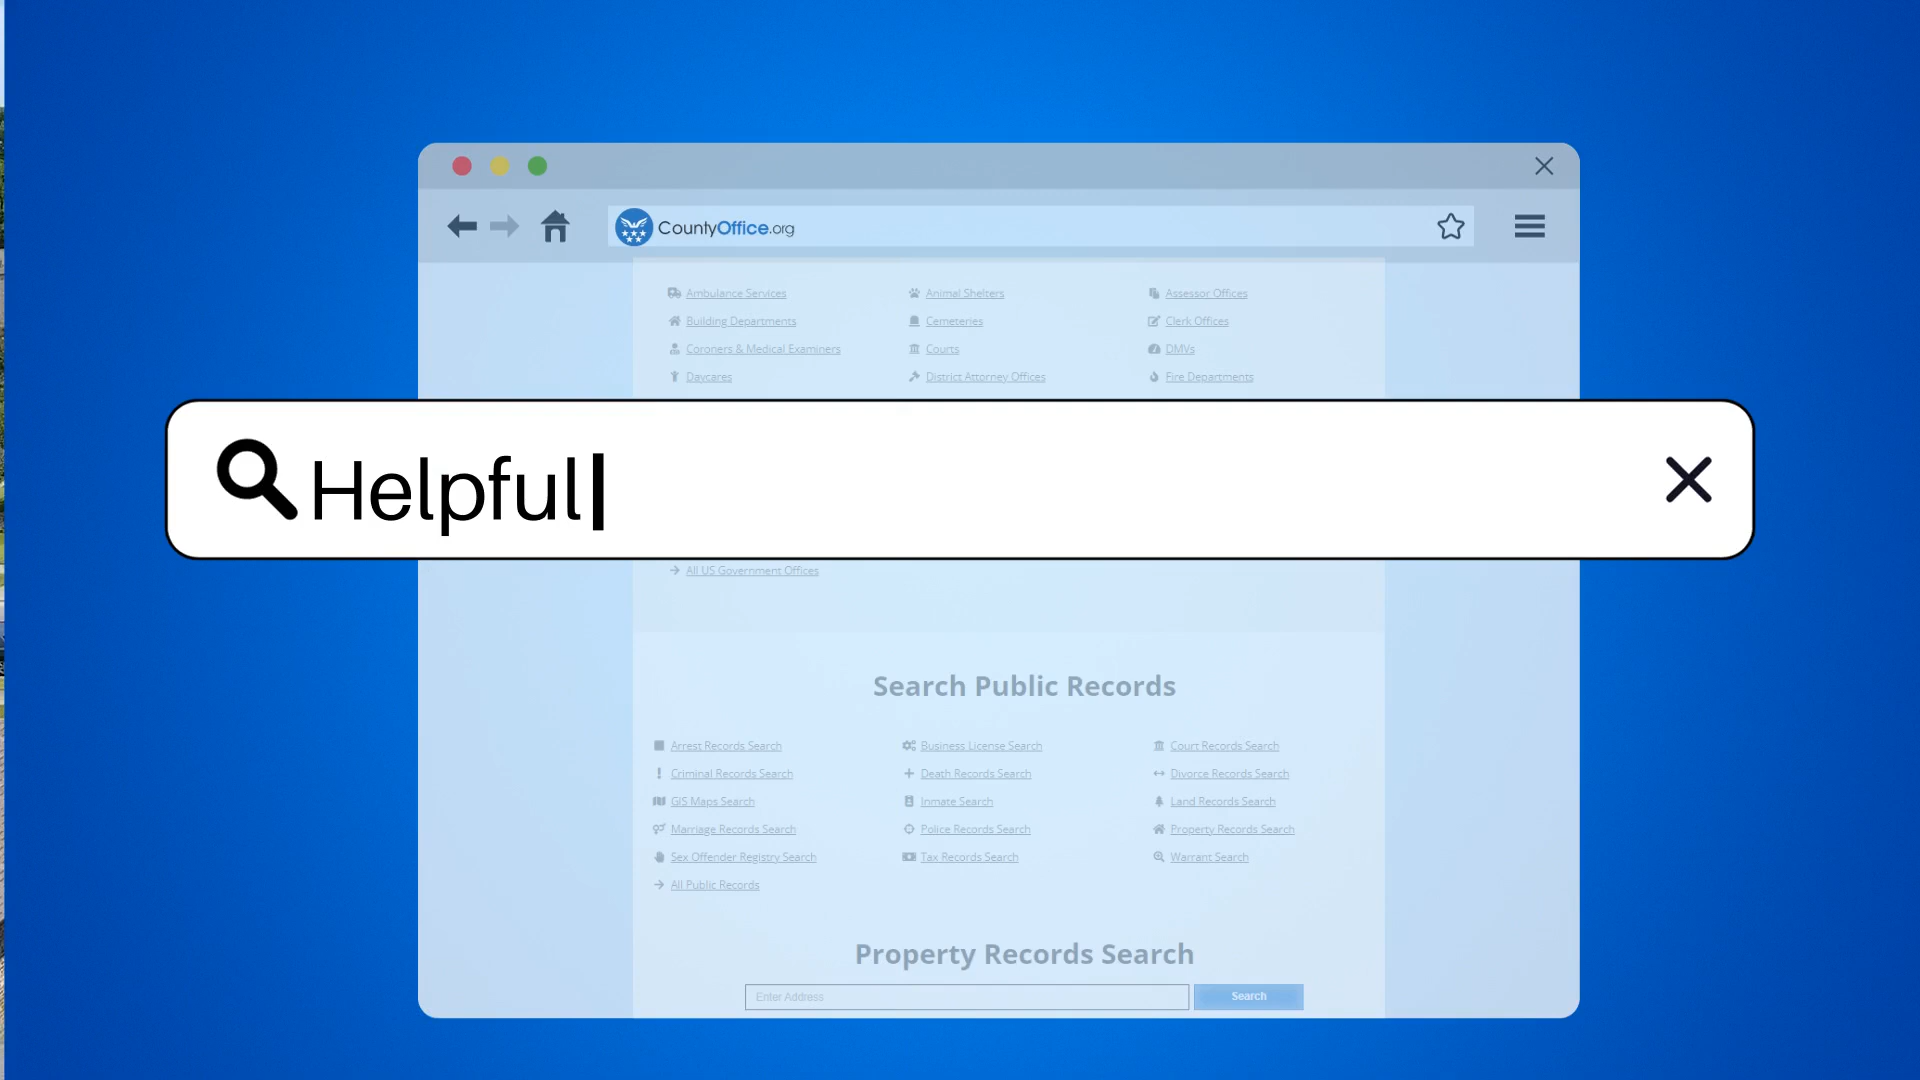 CountyOffice.org
Ambulance Services Animal Shelters Assessor Offices
Building Departments Cemeteries Clerk Offices
Coroners & Medical Examiners Courts DMVs
Daycares District Attorney Offices Fire Departments
Helpful
All US Government Offices
Search Public Records
Arrest Records Search Business License Search Court Records Search
Criminal Records Search Death Records Search Divorce Records Search
GIS Maps Search Inmate Search Land Records Search
Marriage Records Search Police Records Search Property Records Search
Sex Offender Registry Search Tax Records Search Warrant Search
All Public Records
Property Records Search
Enter Address Search